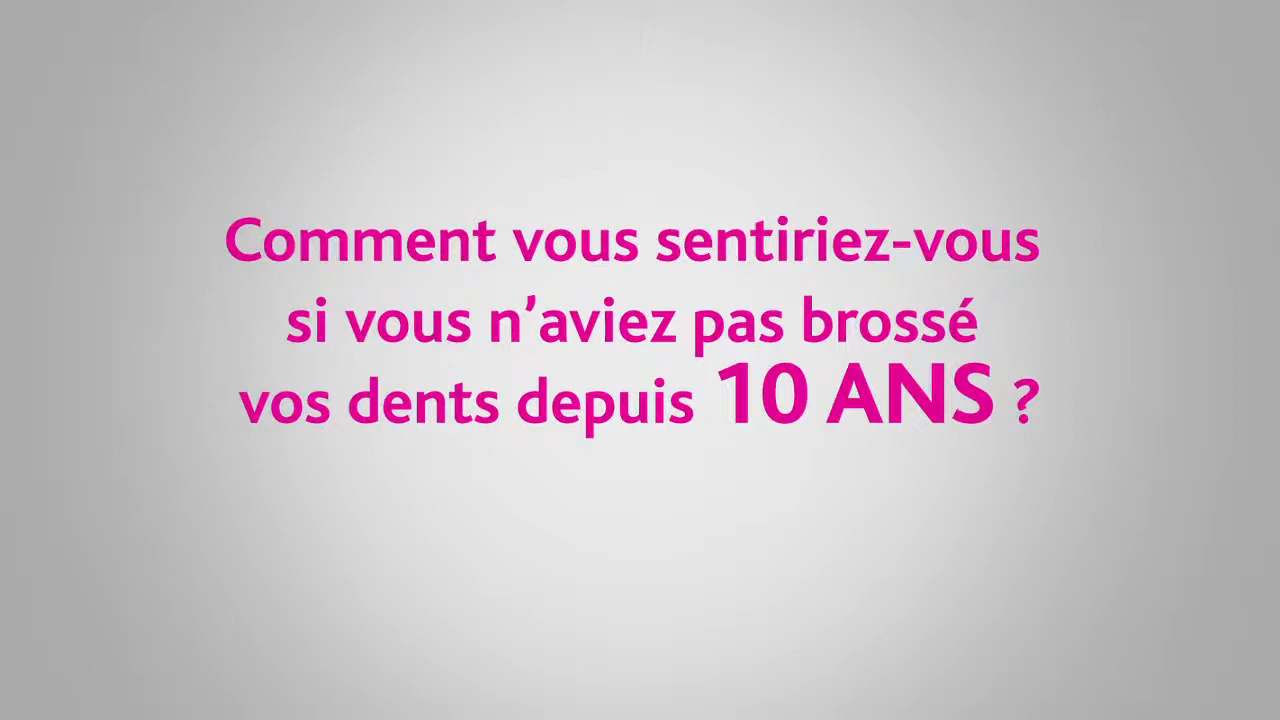 Comment vous sentiriez-vous
si vous n’aviez pas brossé
vos dents depuis 10 ANS ?